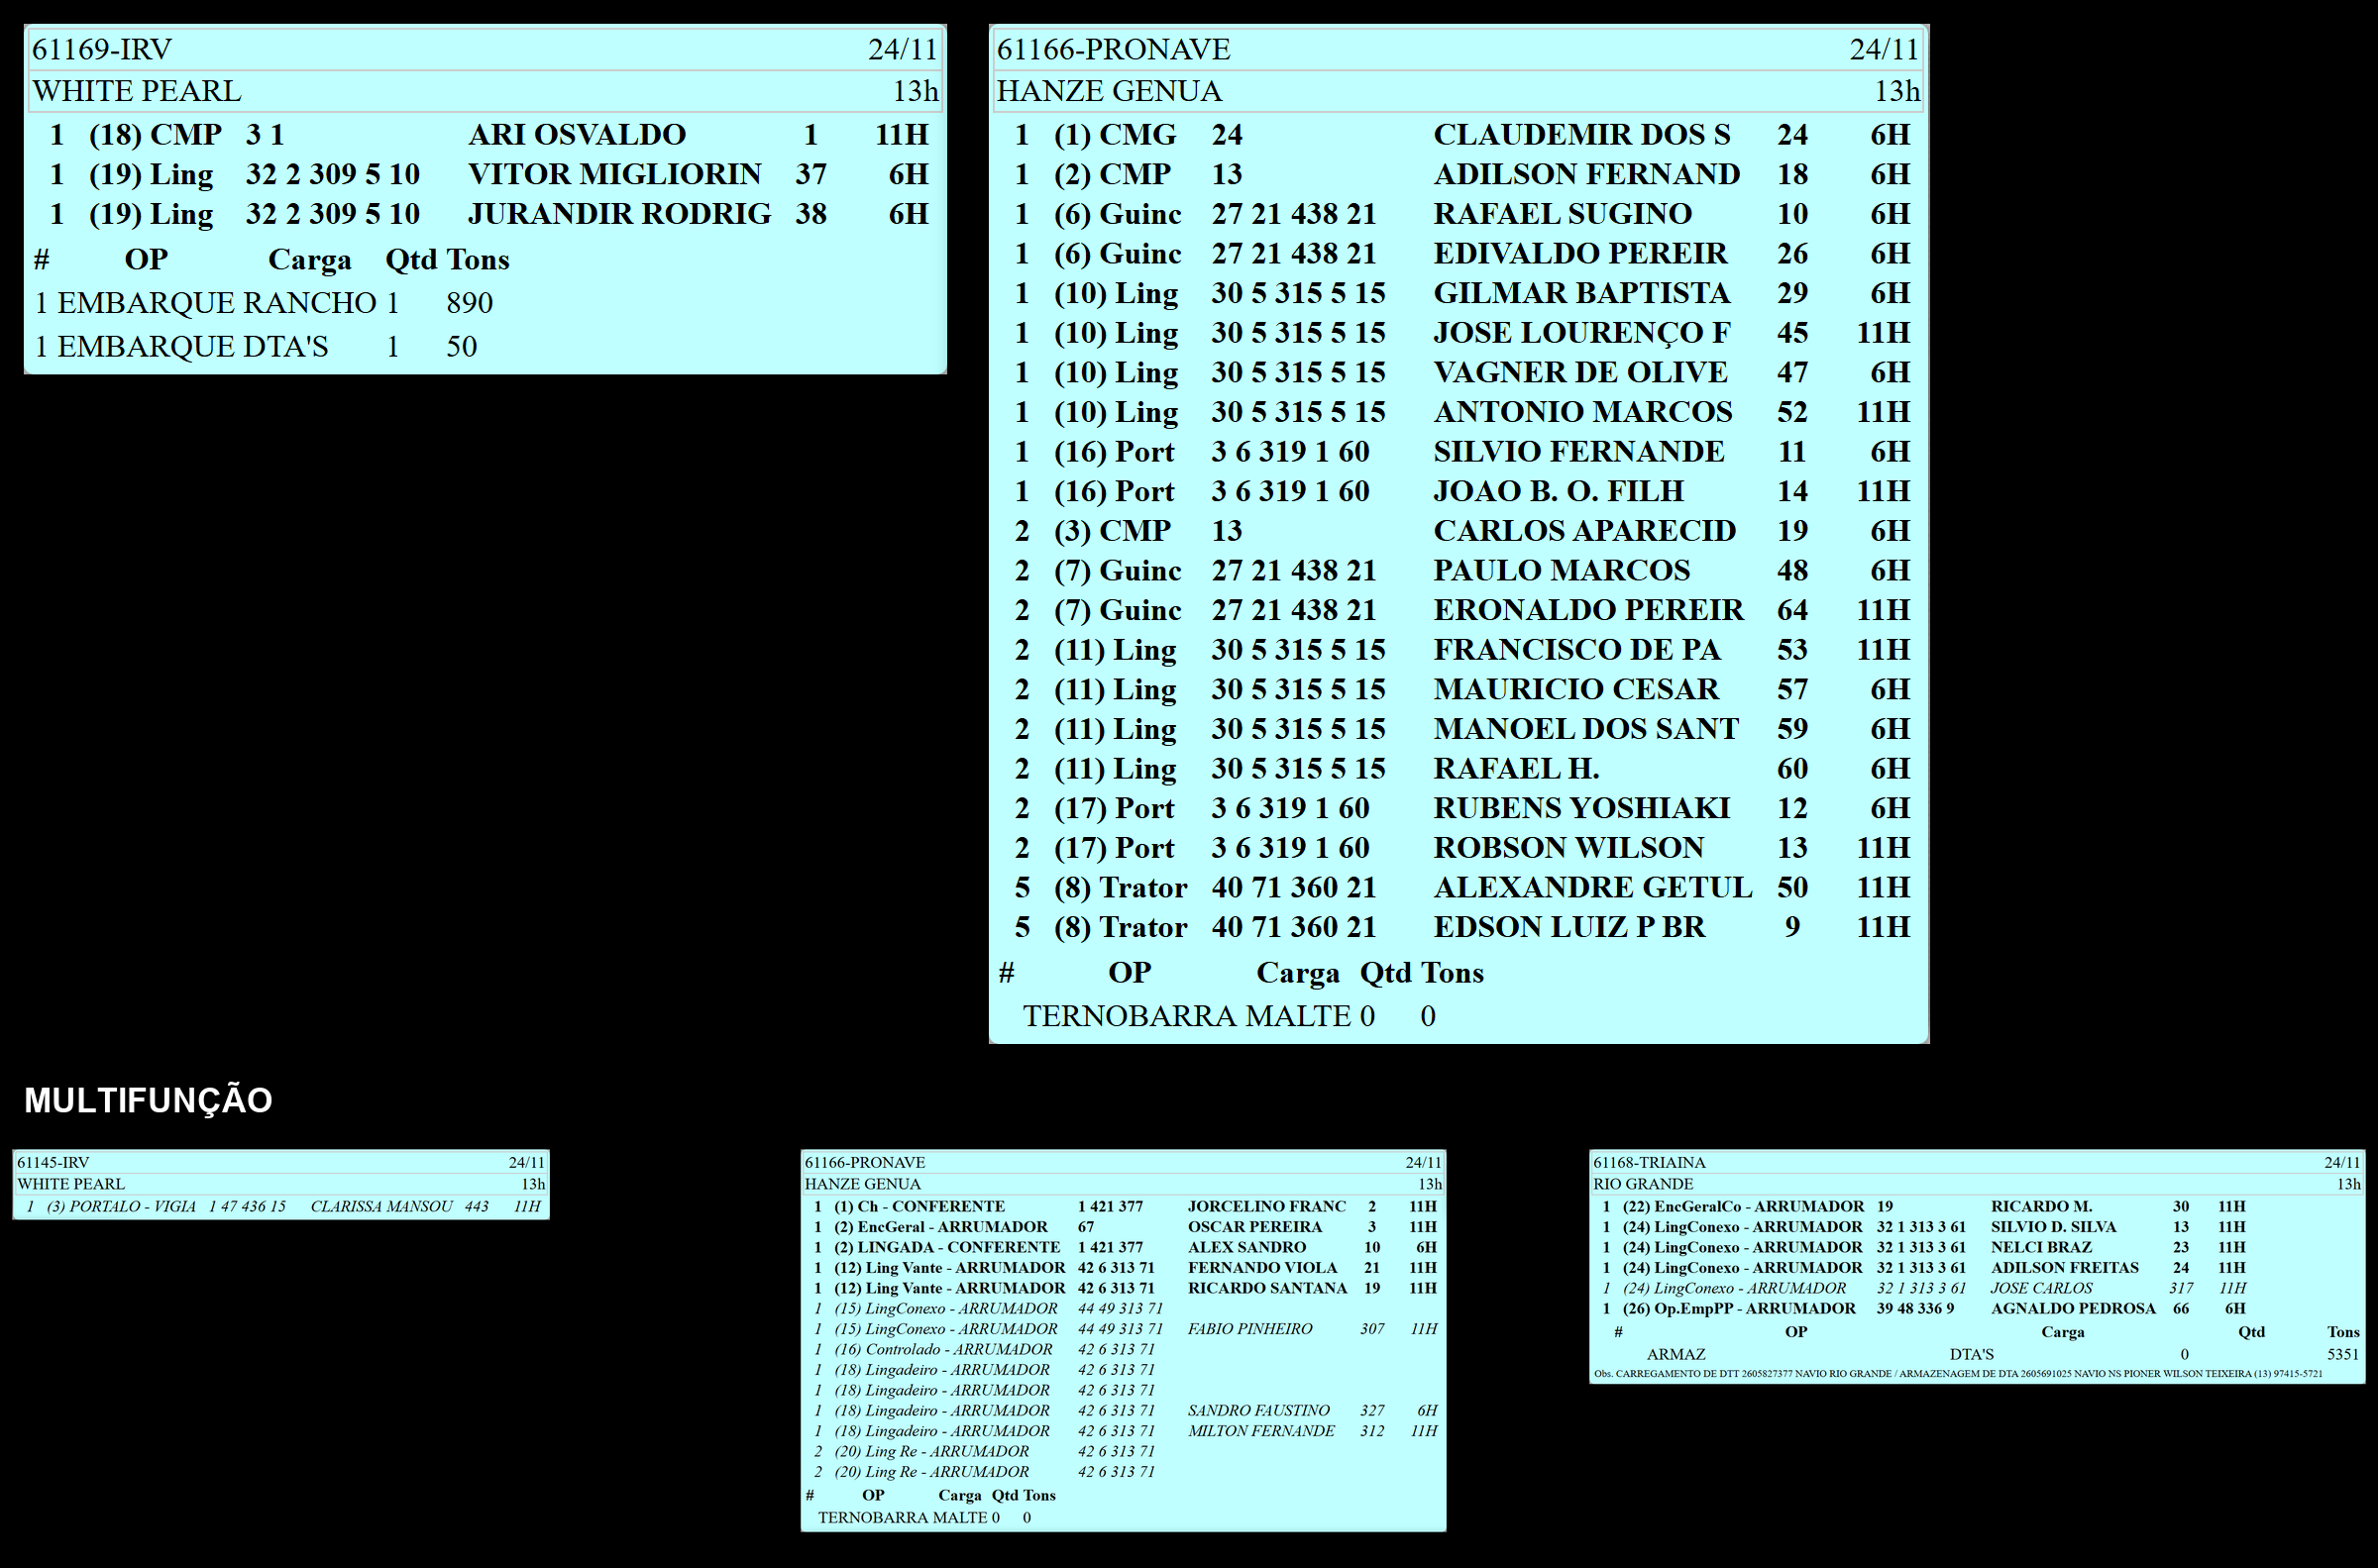 61169-IRV 24/11
WHITE PEARL 13h
1 (18) CMP 3 1 ARI OSVALDO 1 11H
1 (19) Ling 32 2 309 5 10 VITOR MIGLIORIN 37 6H
1 (19) Ling 32 2 309 5 10 JURANDIR RODRIG 38 6H
# OP Carga Qtd Tons
1 EMBARQUE RANCHO 1 890
1 EMBARQUE DTA'S 1 50
61166-PRONAVE 24/11
HANZE GENUA 13h
1 (1) CMG 24 CLAUDEMIR DOS S 24 6H
1 (2) CMP 13 ADILSON FERNAND 18 6H
1 (6) Guinc 27 21 438 21 RAFAEL SUGINO 10 6H
1 (6) Guinc 27 21 438 21 EDIVALDO PEREIR 26 6H
1 (10) Ling 30 5 315 5 15 GILMAR BAPTISTA 29 6H
1 (10) Ling 30 5 315 5 15 JOSE LOURENÇO F 45 11H
1 (10) Ling 30 5 315 5 15 VAGNER DE OLIVE 47 6H
1 (10) Ling 30 5 315 5 15 ANTONIO MARCOS 52 11H
1 (16) Port 3 6 319 1 60 SILVIO FERNANDE 11 6H
1 (16) Port 3 6 319 1 60 JOAO B. O. FILH 14 11H
2 (3) CMP 13 CARLOS APARECID 19 6H
2 (7) Guinc 27 21 438 21 PAULO MARCOS 48 6H
2 (7) Guinc 27 21 438 21 ERONALDO PEREIR 64 11H
2 (11) Ling 30 5 315 5 15 FRANCISCO DE PA 53 11H
2 (11) Ling 30 5 315 5 15 MAURICIO CESAR 57 6H
2 (11) Ling 30 5 315 5 15 MANOEL DOS SANT 59 6H
2 (11) Ling 30 5 315 5 15 RAFAEL H. 60 6H
2 (17) Port 3 6 319 1 60 RUBENS YOSHIAKI 12 6H
2 (17) Port 3 6 319 1 60 ROBSON WILSON 13 11H
5 (8) Trator 40 71 360 21 ALEXANDRE GETUL 50 11H
5 (8) Trator 40 71 360 21 EDSON LUIZ P BR 9 11H
# OP Carga Qtd Tons
TERNOBARRA MALTE 0 0
MULTIFUNÇÃO
61145-IRV 24/11
WHITE PEARL 13h
1 (3) PORTALO - VIGIA 1 47 436 15 CLARISSA MANSOU 443 11H
61166-PRONAVE 24/11
HANZE GENUA 13h
1 (1) Ch - CONFERENTE 1 421 377 JORCELINO FRANC 2 11H
1 (2) EncGeral - ARRUMADOR 67 OSCAR PEREIRA 3 11H
1 (2) LINGADA - CONFERENTE 1 421 377 ALEX SANDRO 10 6H
1 (12) Ling Vante - ARRUMADOR 42 6 313 71 FERNANDO VIOLA 21 11H
1 (12) Ling Vante - ARRUMADOR 42 6 313 71 RICARDO SANTANA 19 11H
1 (15) LingConexo - ARRUMADOR 44 49 313 71
1 (15) LingConexo - ARRUMADOR 44 49 313 71 FABIO PINHEIRO 307 11H
1 (16) Controlado - ARRUMADOR 42 6 313 71
1 (18) Lingadeiro - ARRUMADOR 42 6 313 71
1 (18) Lingadeiro - ARRUMADOR 42 6 313 71
1 (18) Lingadeiro - ARRUMADOR 42 6 313 71 SANDRO FAUSTINO 327 6H
1 (18) Lingadeiro - ARRUMADOR 42 6 313 71 MILTON FERNANDE 312 11H
2 (20) Ling Re - ARRUMADOR 42 6 313 71
2 (20) Ling Re - ARRUMADOR 42 6 313 71
# OP Carga Qtd Tons
TERNOBARRA MALTE 0 0
61168-TRIAINA 24/11
RIO GRANDE 13h
1 (22) EncGeralCo - ARRUMADOR 19 RICARDO M. 30 11H
1 (24) LingConexo - ARRUMADOR 32 1 313 3 61 SILVIO D. SILVA 13 11H
1 (24) LingConexo - ARRUMADOR 32 1 313 3 61 NELCI BRAZ 23 11H
1 (24) LingConexo - ARRUMADOR 32 1 313 3 61 ADILSON FREITAS 24 11H
1 (24) LingConexo - ARRUMADOR 32 1 313 3 61 JOSE CARLOS 317 11H
1 (26) Op.EmpPP - ARRUMADOR 39 48 336 9 AGNALDO PEDROSA 66 6H
# OP Carga Qtd Tons
ARMAZ DTA'S 0 5351
Obs. CARREGAMENTO DE DTT 2605827377 NAVIO RIO GRANDE / ARMAZENAGEM DE DTA 2605691025 NAVIO NS PIONER WILSON TEIXEIRA (13) 97415-5721